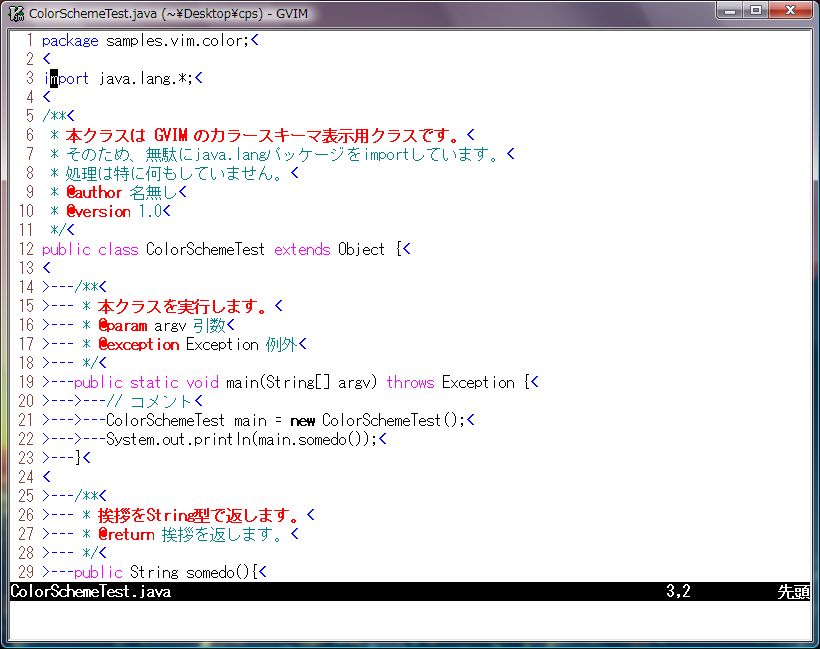 ColorSchemeTest.java (~¥Desktop¥cps) - GVIM
1 package samples.vim.color;<
2 <
3 import java.lang.*;<
4 <
5 /**<
6  * 本クラスは GVIM のカラースキーマ表示用クラスです。<
7  * そのため、無駄にjava.langパッケージをimportしています。<
8  * 処理は特に何もしていません。<
9  * @author 名無し<
10  * @version 1.0<
11  */<
12 public class ColorSchemeTest extends Object {<
13 <
14 >---/**<
15 >--- * 本クラスを実行します。<
16 >--- * @param argv 引数<
17 >--- * @exception Exception 例外<
18 >--- */<
19 >---public static void main(String[] argv) throws Exception {<
20 >--->---// コメント<
21 >--->---ColorSchemeTest main = new ColorSchemeTest();<
22 >--->---System.out.println(main.somedo());<
23 >---}<
24 <
25 >---/**<
26 >--- * 挨拶をString型で返します。<
27 >--- * @return 挨拶を返します。<
28 >--- */<
29 >---public String somedo(){<
ColorSchemeTest.java 3,2 先頭